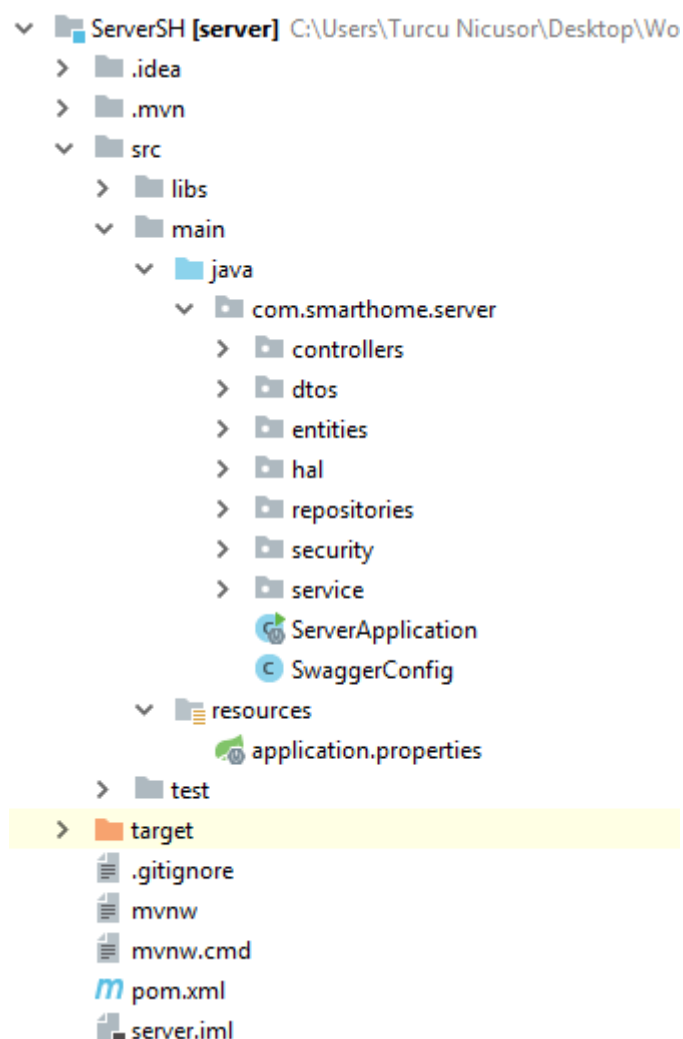 ServerSH [server] C:\Users\Turcu Nicusor\Desktop\Wo
.idea
.mvn
src
libs
main
java
com.smarthome.server
controllers
dtos
entities
hal
repositories
security
service
ServerApplication
SwaggerConfig
resources
application.properties
test
target
.gitignore
mvnw
mvnw.cmd
pom.xml
server.iml